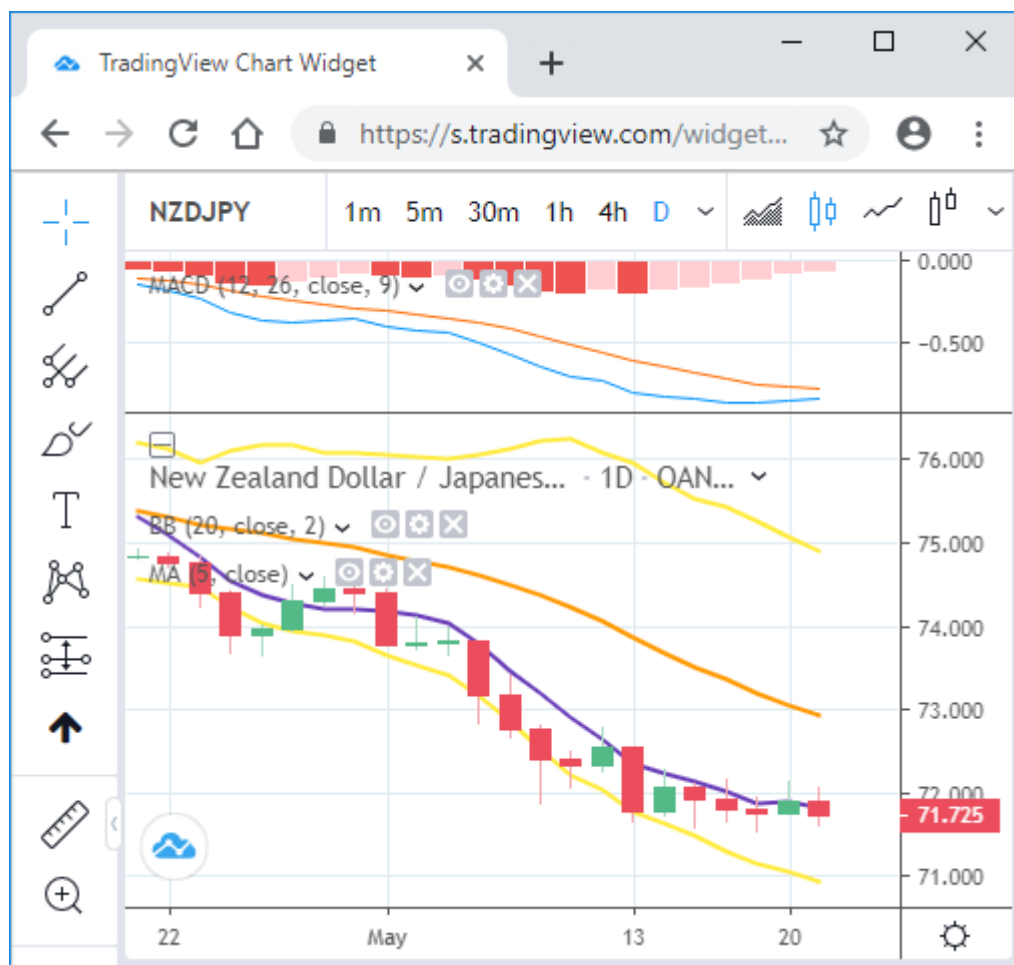 TradingView Chart Widget
https://s.tradingview.com/widget...
NZDJPY 1m 5m 30m 1h 4h D
0.000
MACD (12, 26, close, 9)
−0.500
76.000
New Zealand Dollar / Japanes... · 1D · OAN...
BB (20, close, 2)
75.000
MA (5, close)
74.000
73.000
72.000
71.725
71.000
22 May 13 20